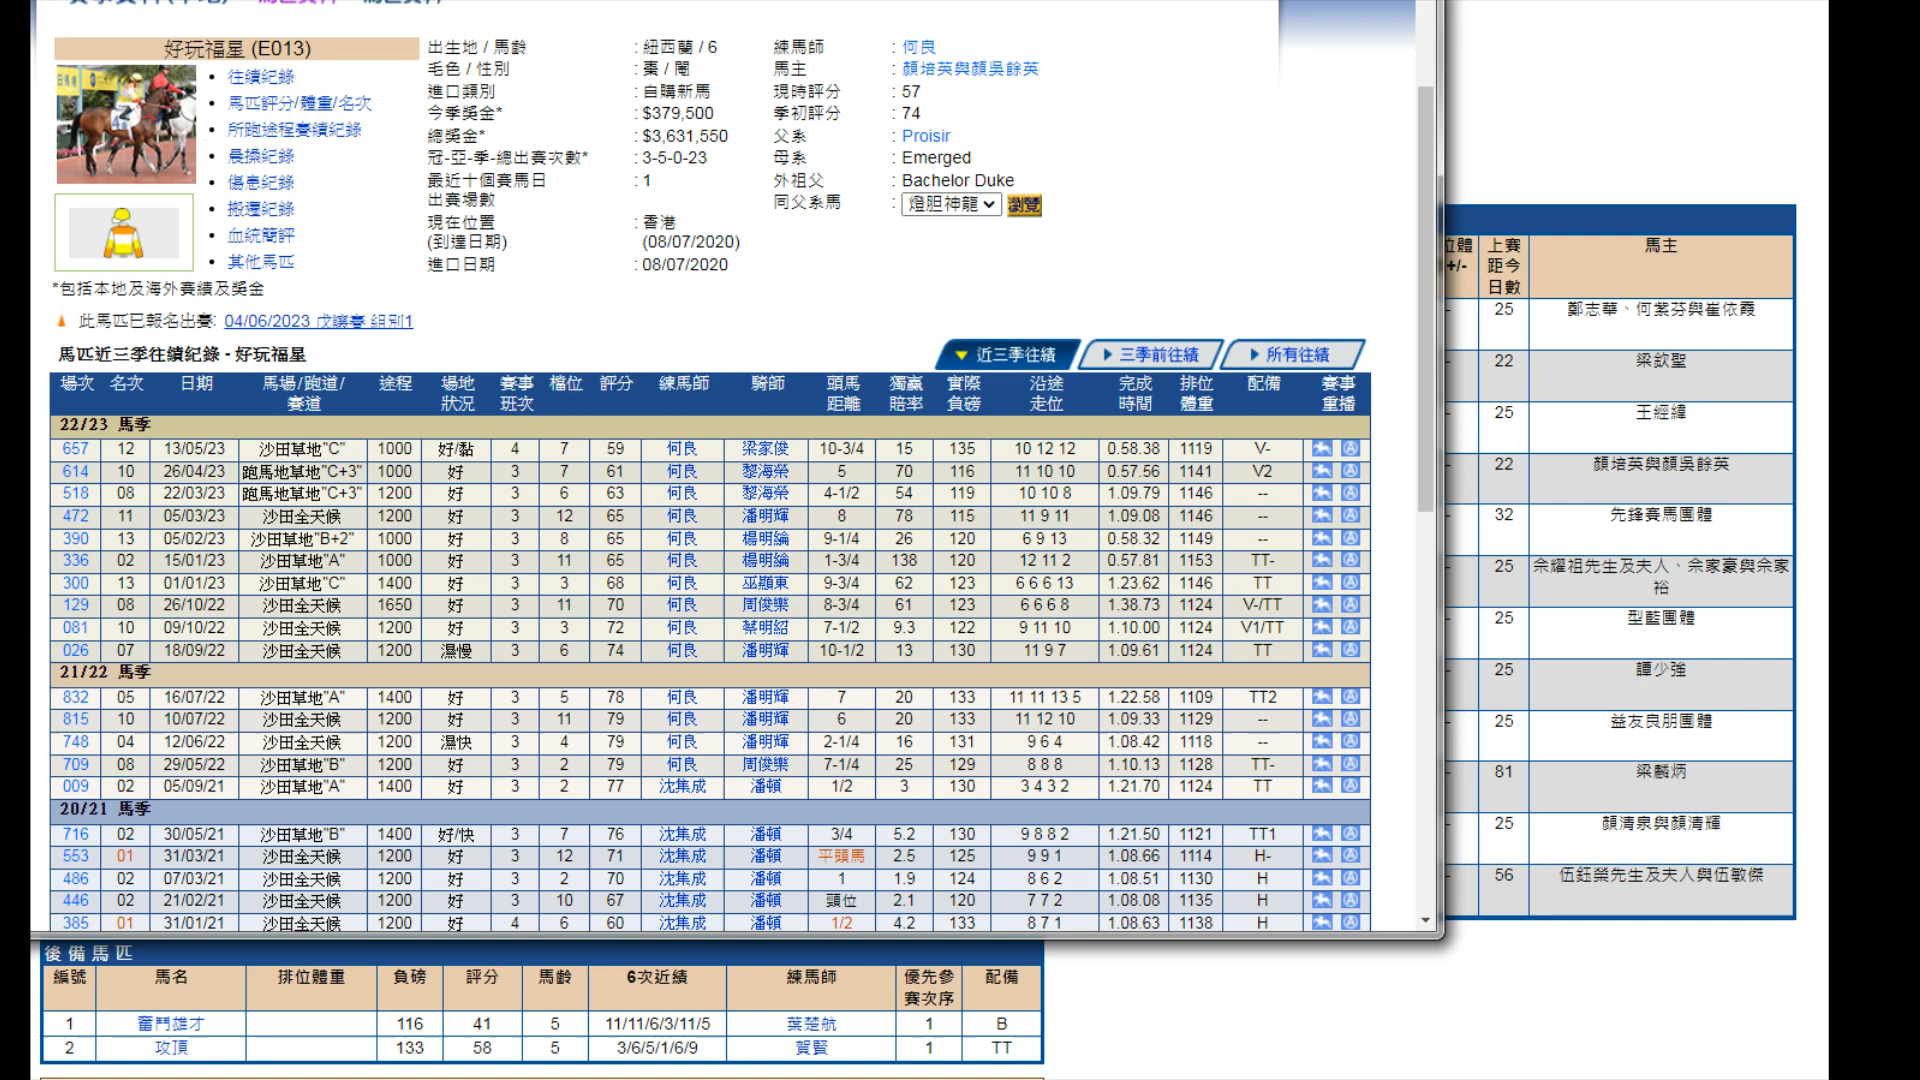 好玩福星 (E013)
往績紀錄
馬匹評分/體重/名次
所跑途程賽績紀錄
晨操紀錄
傷患紀錄
搬遷紀錄
血統簡評
其他馬匹
出生地 / 馬齡 : 紐西蘭 / 6
毛色 / 性別 : 棗 / 閹
進口類別 : 自購新馬
今季獎金* : $379,500
總獎金* : $3,631,550
冠-亞-季-總出賽次數* : 3-5-0-23
最近十個賽馬日 : 1
出賽場數
現在位置 : 香港
(到達日期) (08/07/2020)
進口日期 : 08/07/2020
練馬師 : 何良
馬主 : 顏培英與顏吳餘英
現時評分 : 57
季初評分 : 74
父系 : Proisir
母系 : Emerged
外祖父 : Bachelor Duke
同父系馬 : 燈胆神龍 瀏覽
*包括本地及海外賽績及獎金
此馬匹已報名出賽: 04/06/2023 戊讓賽 組別1
馬匹近三季往績紀錄 - 好玩福星
近三季往績 三季前往績 所有往績
場次 名次 日期 馬場/跑道/賽道 途程 場地狀況 賽事班次 檔位 評分 練馬師 騎師 頭馬距離 獨贏賠率 實際負磅 沿途走位 完成時間 排位體重 配備 賽事重播
22/23 馬季
657 12 13/05/23 沙田草地"C" 1000 好/黏 4 7 59 何良 梁家俊 10-3/4 15 135 10 12 12 0.58.38 1119 V-
614 10 26/04/23 跑馬地草地"C+3" 1000 好 3 7 61 何良 黎海榮 5 70 116 11 10 10 0.57.56 1141 V2
518 08 22/03/23 跑馬地草地"C+3" 1200 好 3 6 63 何良 黎海榮 4-1/2 54 119 10 10 8 1.09.79 1146 --
472 11 05/03/23 沙田全天候 1200 好 3 12 65 何良 潘明輝 8 78 115 11 9 11 1.09.08 1146 --
390 13 05/02/23 沙田草地"B+2" 1000 好 3 8 65 何良 楊明綸 9-1/4 26 120 6 9 13 0.58.32 1149 --
336 02 15/01/23 沙田草地"A" 1000 好 3 11 65 何良 楊明綸 1-3/4 138 120 12 11 2 0.57.81 1153 TT-
300 13 01/01/23 沙田草地"C" 1400 好 3 3 68 何良 巫顯東 9-3/4 62 123 6 6 6 13 1.23.62 1146 TT
129 08 26/10/22 沙田全天候 1650 好 3 11 70 何良 周俊樂 8-3/4 61 123 6 6 6 8 1.38.73 1124 V-/TT
081 10 09/10/22 沙田全天候 1200 好 3 3 72 何良 蔡明紹 7-1/2 9.3 122 9 11 10 1.10.00 1124 V1/TT
026 07 18/09/22 沙田全天候 1200 濕慢 3 6 74 何良 潘明輝 10-1/2 13 130 11 9 7 1.09.61 1124 TT
21/22 馬季
832 05 16/07/22 沙田草地"A" 1400 好 3 5 78 何良 潘明輝 7 20 133 11 11 13 5 1.22.58 1109 TT2
815 10 10/07/22 沙田全天候 1200 好 3 11 79 何良 潘明輝 6 20 133 11 12 10 1.09.33 1129 --
748 04 12/06/22 沙田全天候 1200 濕快 3 4 79 何良 潘明輝 2-1/4 16 131 9 6 4 1.08.42 1118 --
709 08 29/05/22 沙田草地"B" 1200 好 3 2 79 何良 周俊樂 7-1/4 25 129 8 8 8 1.10.13 1128 TT-
009 02 05/09/21 沙田草地"A" 1400 好 3 2 77 沈集成 潘頓 1/2 3 130 3 4 3 2 1.21.70 1124 TT
20/21 馬季
716 02 30/05/21 沙田草地"B" 1400 好/快 3 7 76 沈集成 潘頓 3/4 5.2 130 9 8 8 2 1.21.50 1121 TT1
553 01 31/03/21 沙田全天候 1200 好 3 12 71 沈集成 潘頓 平頭馬 2.5 125 9 9 1 1.08.66 1114 H-
486 02 07/03/21 沙田全天候 1200 好 3 2 70 沈集成 潘頓 1 1.9 124 8 6 2 1.08.51 1130 H
446 02 21/02/21 沙田全天候 1200 好 3 10 67 沈集成 潘頓 頸位 2.1 120 7 7 2 1.08.08 1135 H
385 01 31/01/21 沙田全天候 1200 好 4 6 60 沈集成 潘頓 1/2 4.2 133 8 7 1 1.08.63 1138 H
位體+/- 上賽距今日數 馬主
- 25 鄭志華、何紫芬與崔依霞
22 梁欽聖
- 25 王經緯
- 22 顏培英與顏吳餘英
- 32 先鋒賽馬團體
- 25 佘耀祖先生及夫人、佘家豪與佘家裕
- 25 型藍團體
- 25 譚少強
- 25 益友良朋團體
- 81 梁麟炳
- 25 顏清泉與顏清輝
- 56 伍鈺榮先生及夫人與伍敏傑
後備馬匹
編號 馬名 排位體重 負磅 評分 馬齡 6次近績 練馬師 優先參賽次序 配備
1 奮鬥雄才 116 41 5 11/11/6/3/11/5 葉楚航 1 B
2 攻頂 133 58 5 3/6/5/1/6/9 賀賢 1 TT